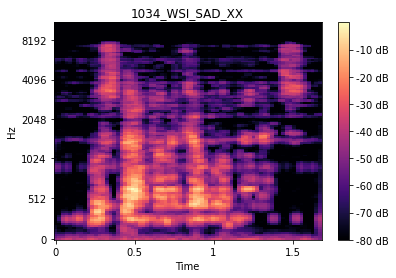 1034_WSI_SAD_XX
8192
4096
2048
1024
512
0
Hz
0
0.5
1
1.5
Time
-10 dB
-20 dB
-30 dB
-40 dB
-50 dB
-60 dB
-70 dB
-80 dB